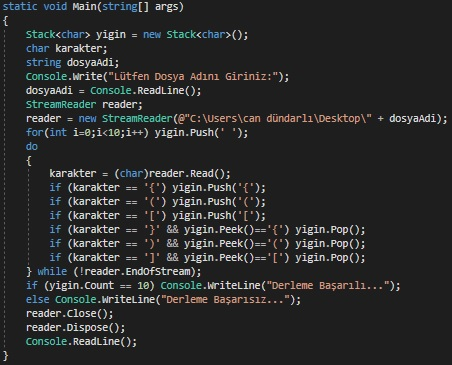 static void Main(string[] args)
{
Stack<char> yigin = new Stack<char>();
char karakter;
string dosyaAdi;
Console.Write("Lütfen Dosya Adını Giriniz:");
dosyaAdi = Console.ReadLine();
StreamReader reader;
reader = new StreamReader(@"C:\Users\can dündarlı\Desktop\" + dosyaAdi);
for(int i=0;i<10;i++) yigin.Push(' ');
do
{
karakter = (char)reader.Read();
if (karakter == '{') yigin.Push('{');
if (karakter == '(') yigin.Push('(');
if (karakter == '[') yigin.Push('[');
if (karakter == '}' && yigin.Peek()=='{') yigin.Pop();
if (karakter == ')' && yigin.Peek()=='(') yigin.Pop();
if (karakter == ']' && yigin.Peek()=='[') yigin.Pop();
} while (!reader.EndOfStream);
if (yigin.Count == 10) Console.WriteLine("Derleme Başarılı...");
else Console.WriteLine("Derleme Başarısız...");
reader.Close();
reader.Dispose();
Console.ReadLine();
}